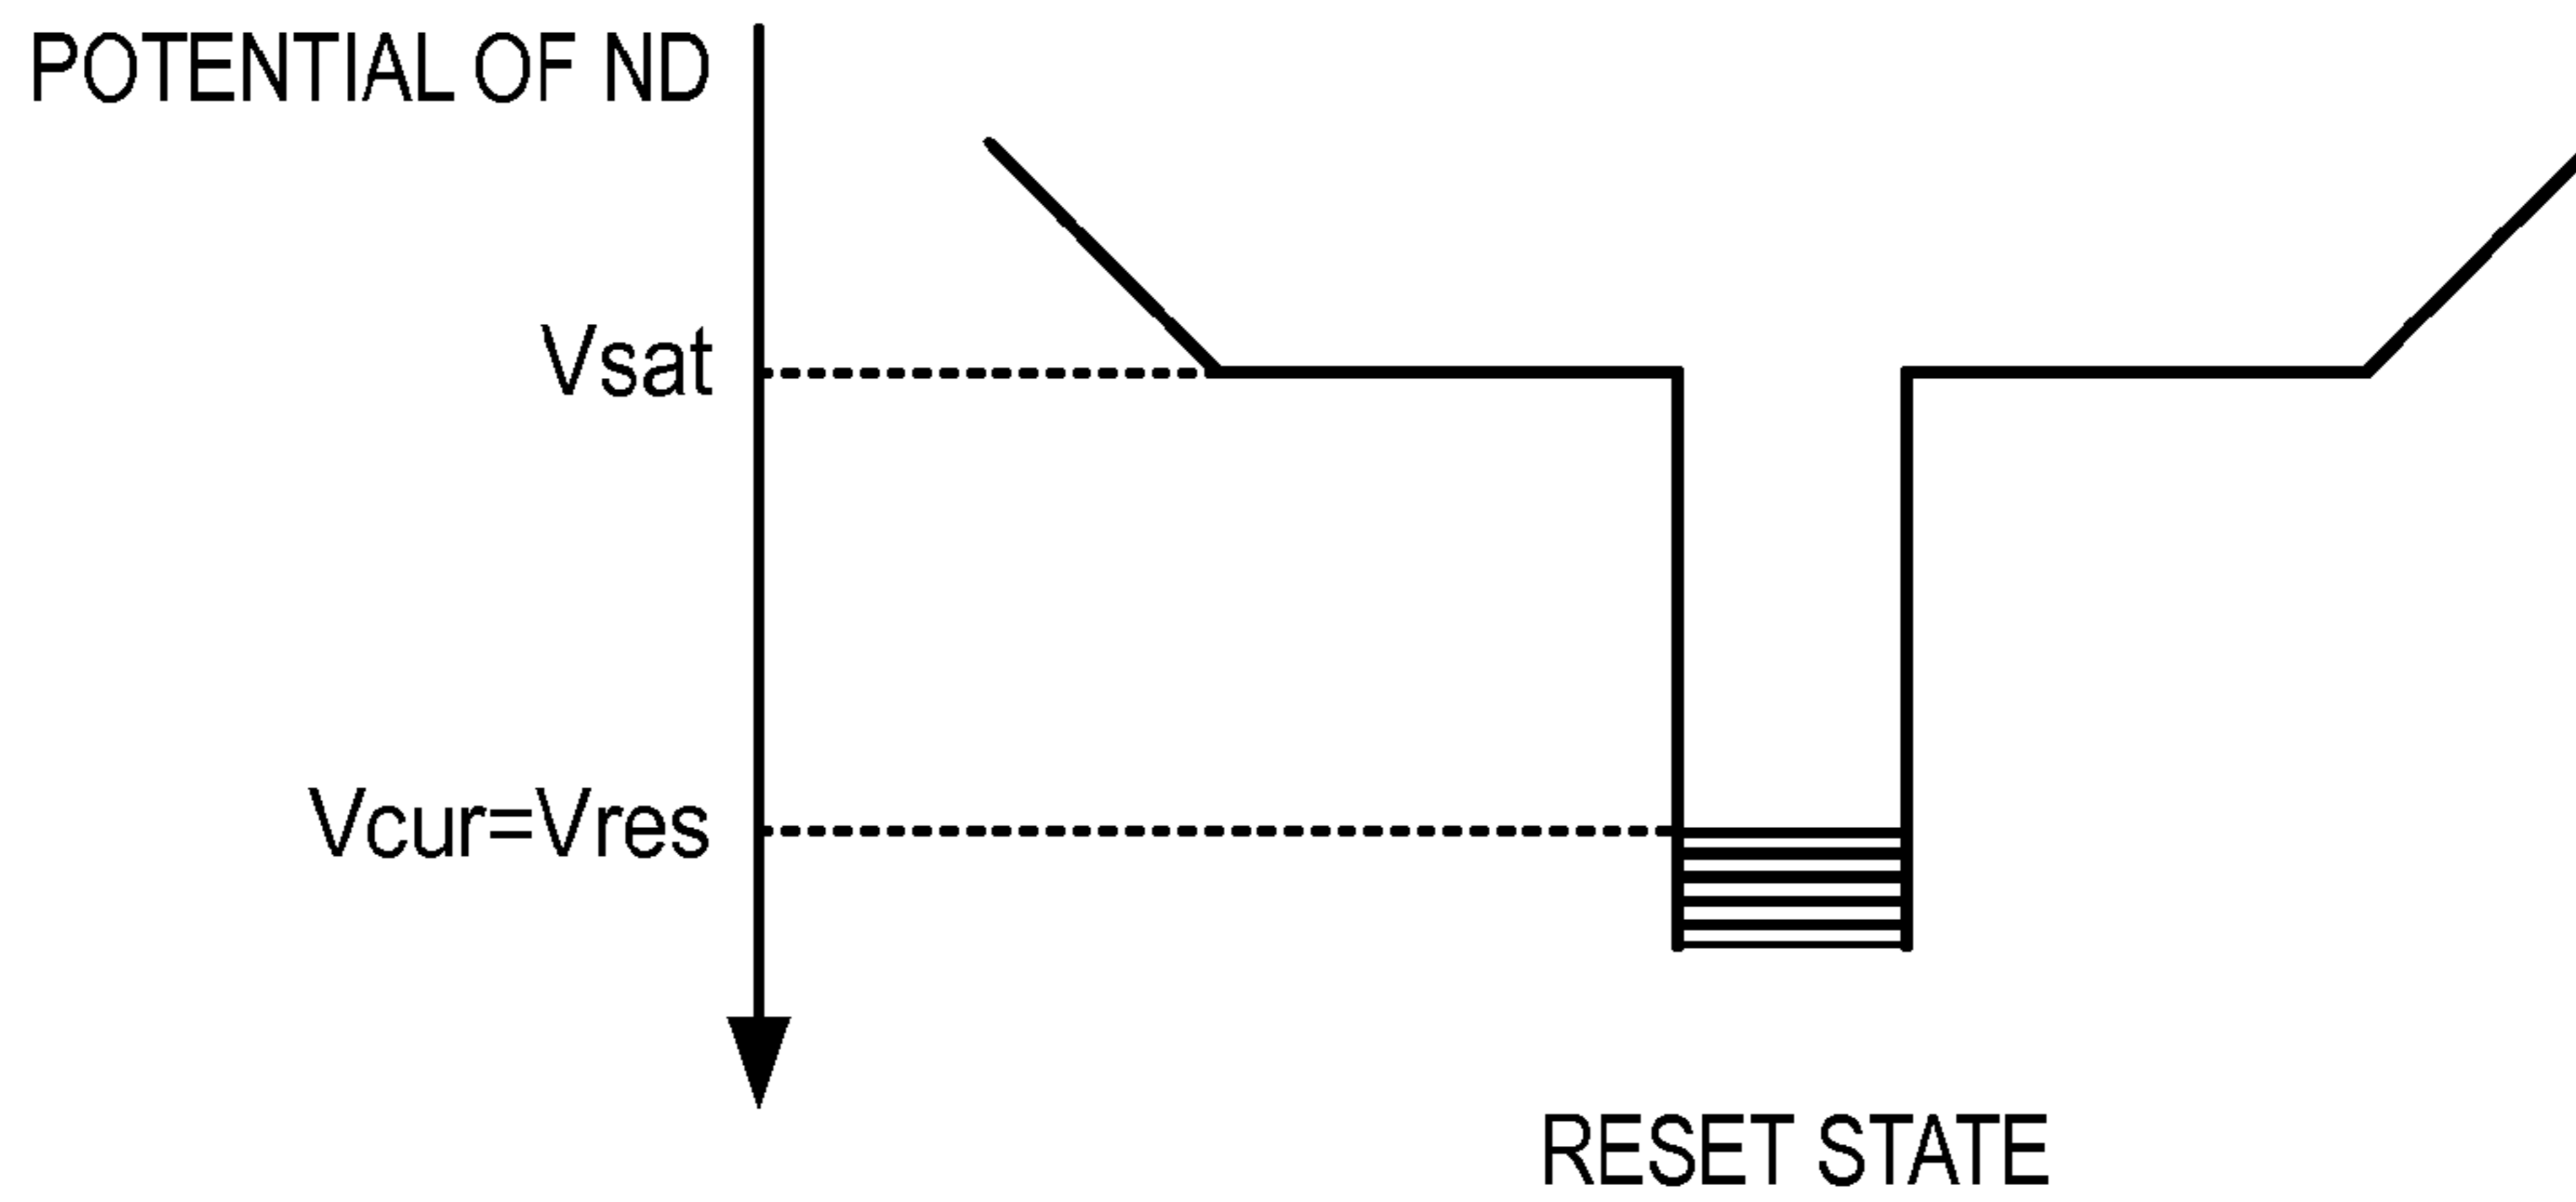 POTENTIAL OF ND
Vsat
Vcur=Vres
RESET STATE